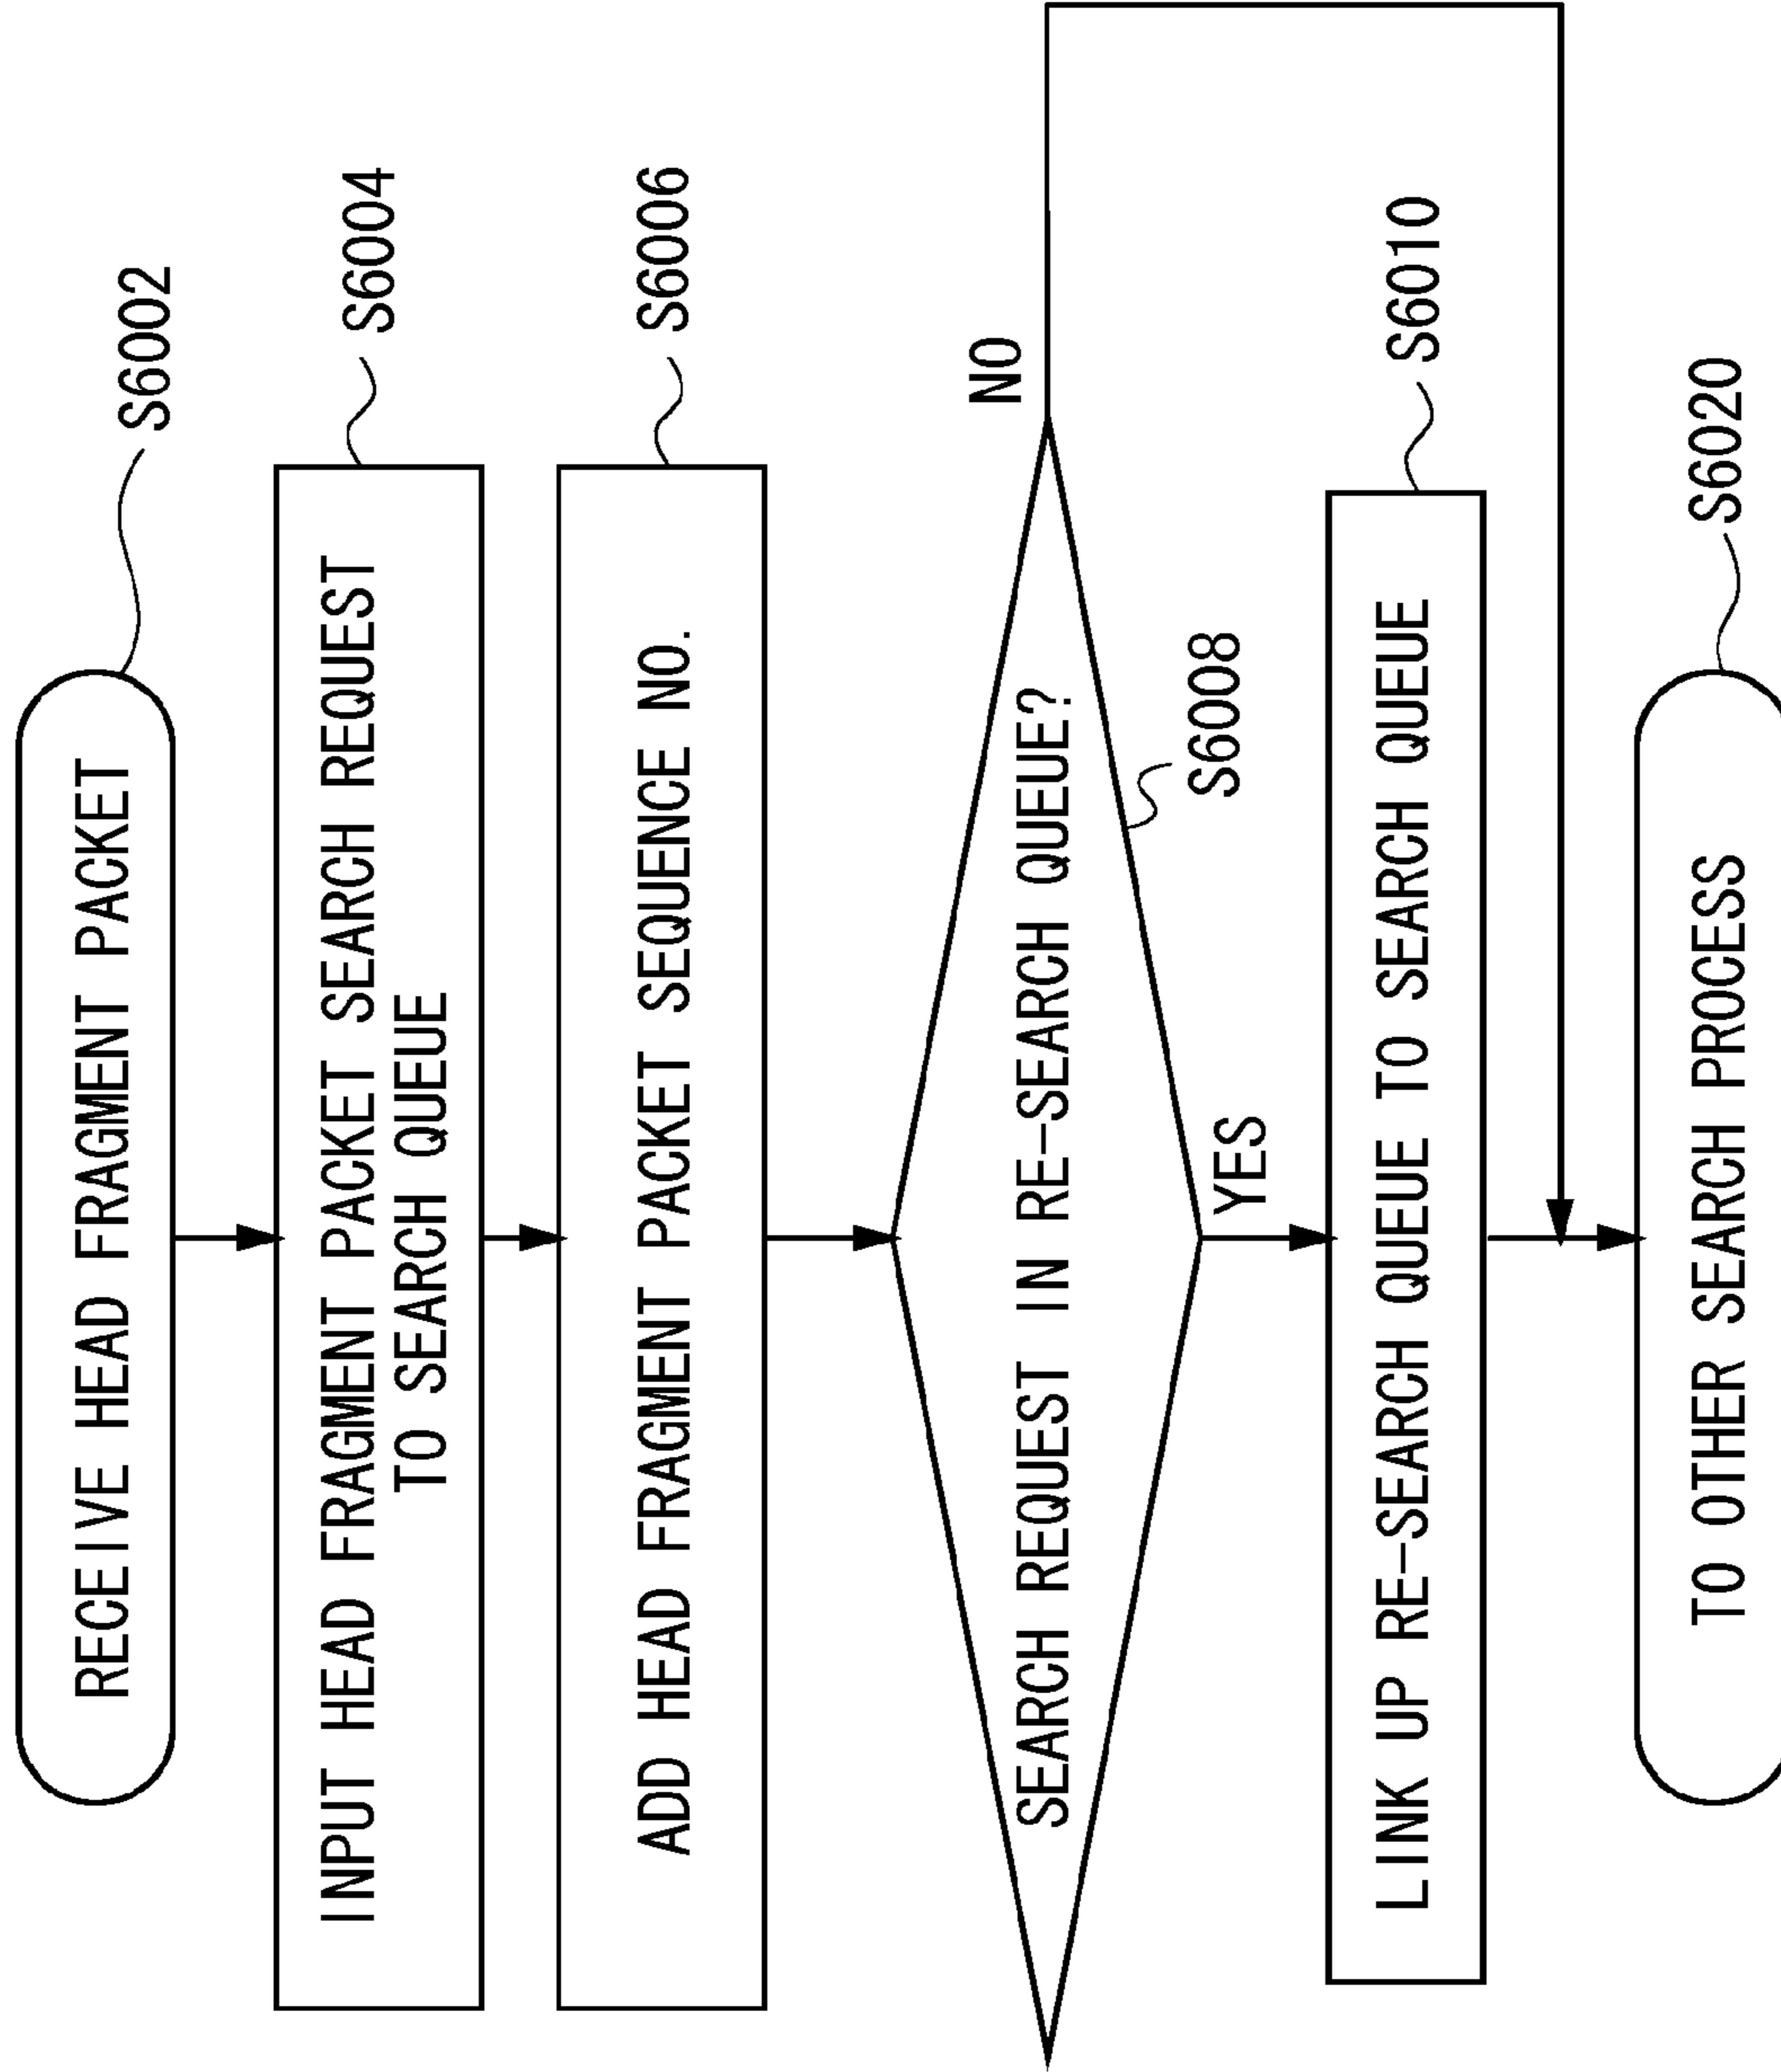 RECEIVE HEAD FRAGMENT PACKET
S6002
INPUT HEAD FRAGMENT PACKET SEARCH REQUEST
TO SEARCH QUEUE
S6004
ADD HEAD FRAGMENT PACKET SEQUENCE NO.
S6006
SEARCH REQUEST IN RE-SEARCH QUEUE?
NO
S6008
YES
LINK UP RE-SEARCH QUEUE TO SEARCH QUEUE
S6010
TO OTHER SEARCH PROCESS
S6020